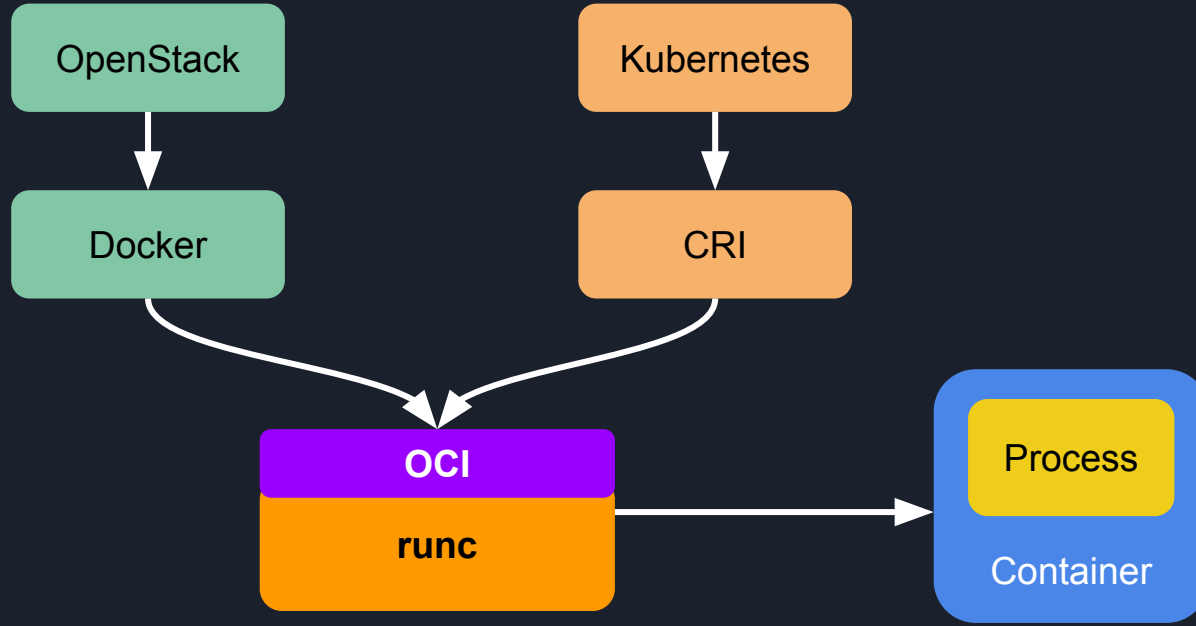 OpenStack
Kubernetes
Docker
CRI
OCI
runc
Process
Container